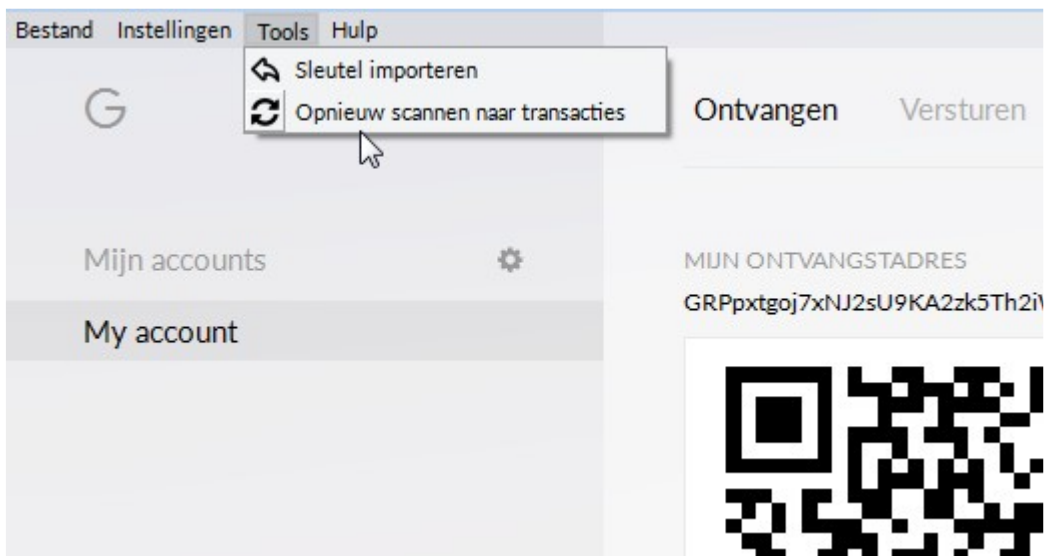 Bestand Instellingen Tools Hulp
Sleutel importeren
Opnieuw scannen naar transacties
G
Ontvangen Versturen
Mijn accounts
MIJN ONTVANGSTADRES
GRPpxtgoj7xNJ2sU9KA2zk5Th2i
My account